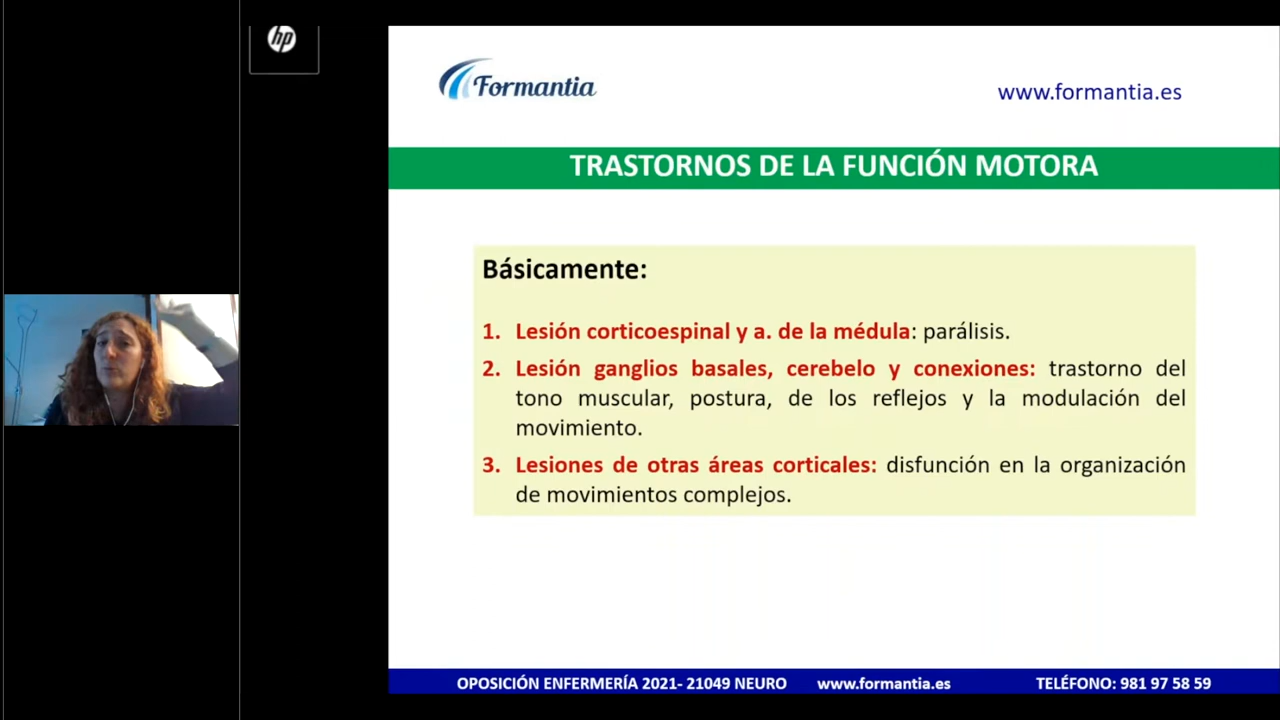 hp
Formantia
www.formantia.es
TRASTORNOS DE LA FUNCIÓN MOTORA
Básicamente:
1. Lesión corticoespinal y a. de la médula: parálisis.
2. Lesión ganglios basales, cerebelo y conexiones: trastorno del
tono muscular, postura, de los reflejos y la modulación del
movimiento.
3. Lesiones de otras áreas corticales: disfunción en la organización
de movimientos complejos.
OPOSICIÓN ENFERMERÍA 2021- 21049 NEURO www.formantia.es TELÉFONO: 981 97 58 59